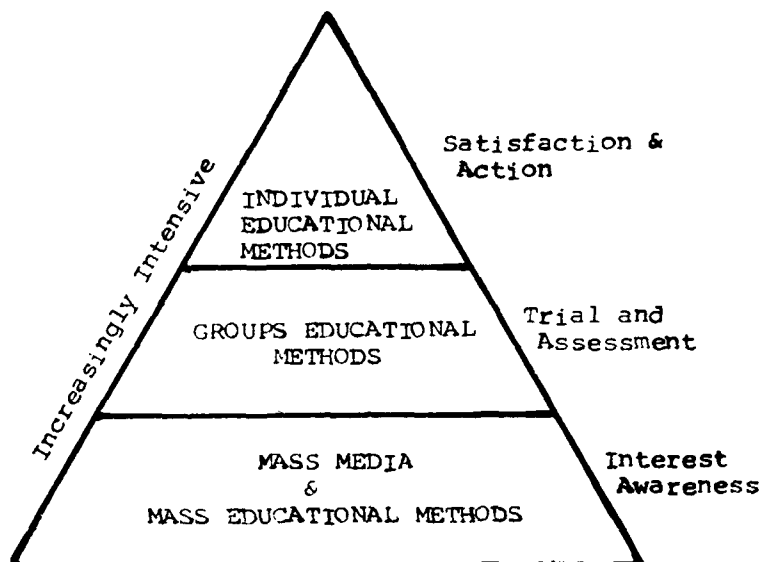 Satisfaction &
Action
INDIVIDUAL
EDUCATIONAL
METHODS
Increasingly Intensive
Trial and
Assessment
GROUPS EDUCATIONAL
METHODS
Interest
Awareness
MASS MEDIA
&
MASS EDUCATIONAL METHODS